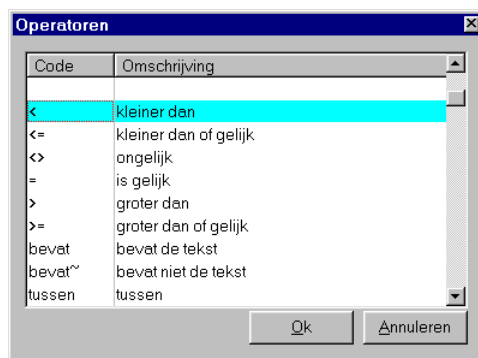 Operatoren
Code Omschrijving
< kleiner dan
<= kleiner dan of gelijk
<> ongelijk
= is gelijk
> groter dan
>= groter dan of gelijk
bevat bevat de tekst
bevat~ bevat niet de tekst
tussen tussen
Ok Annuleren